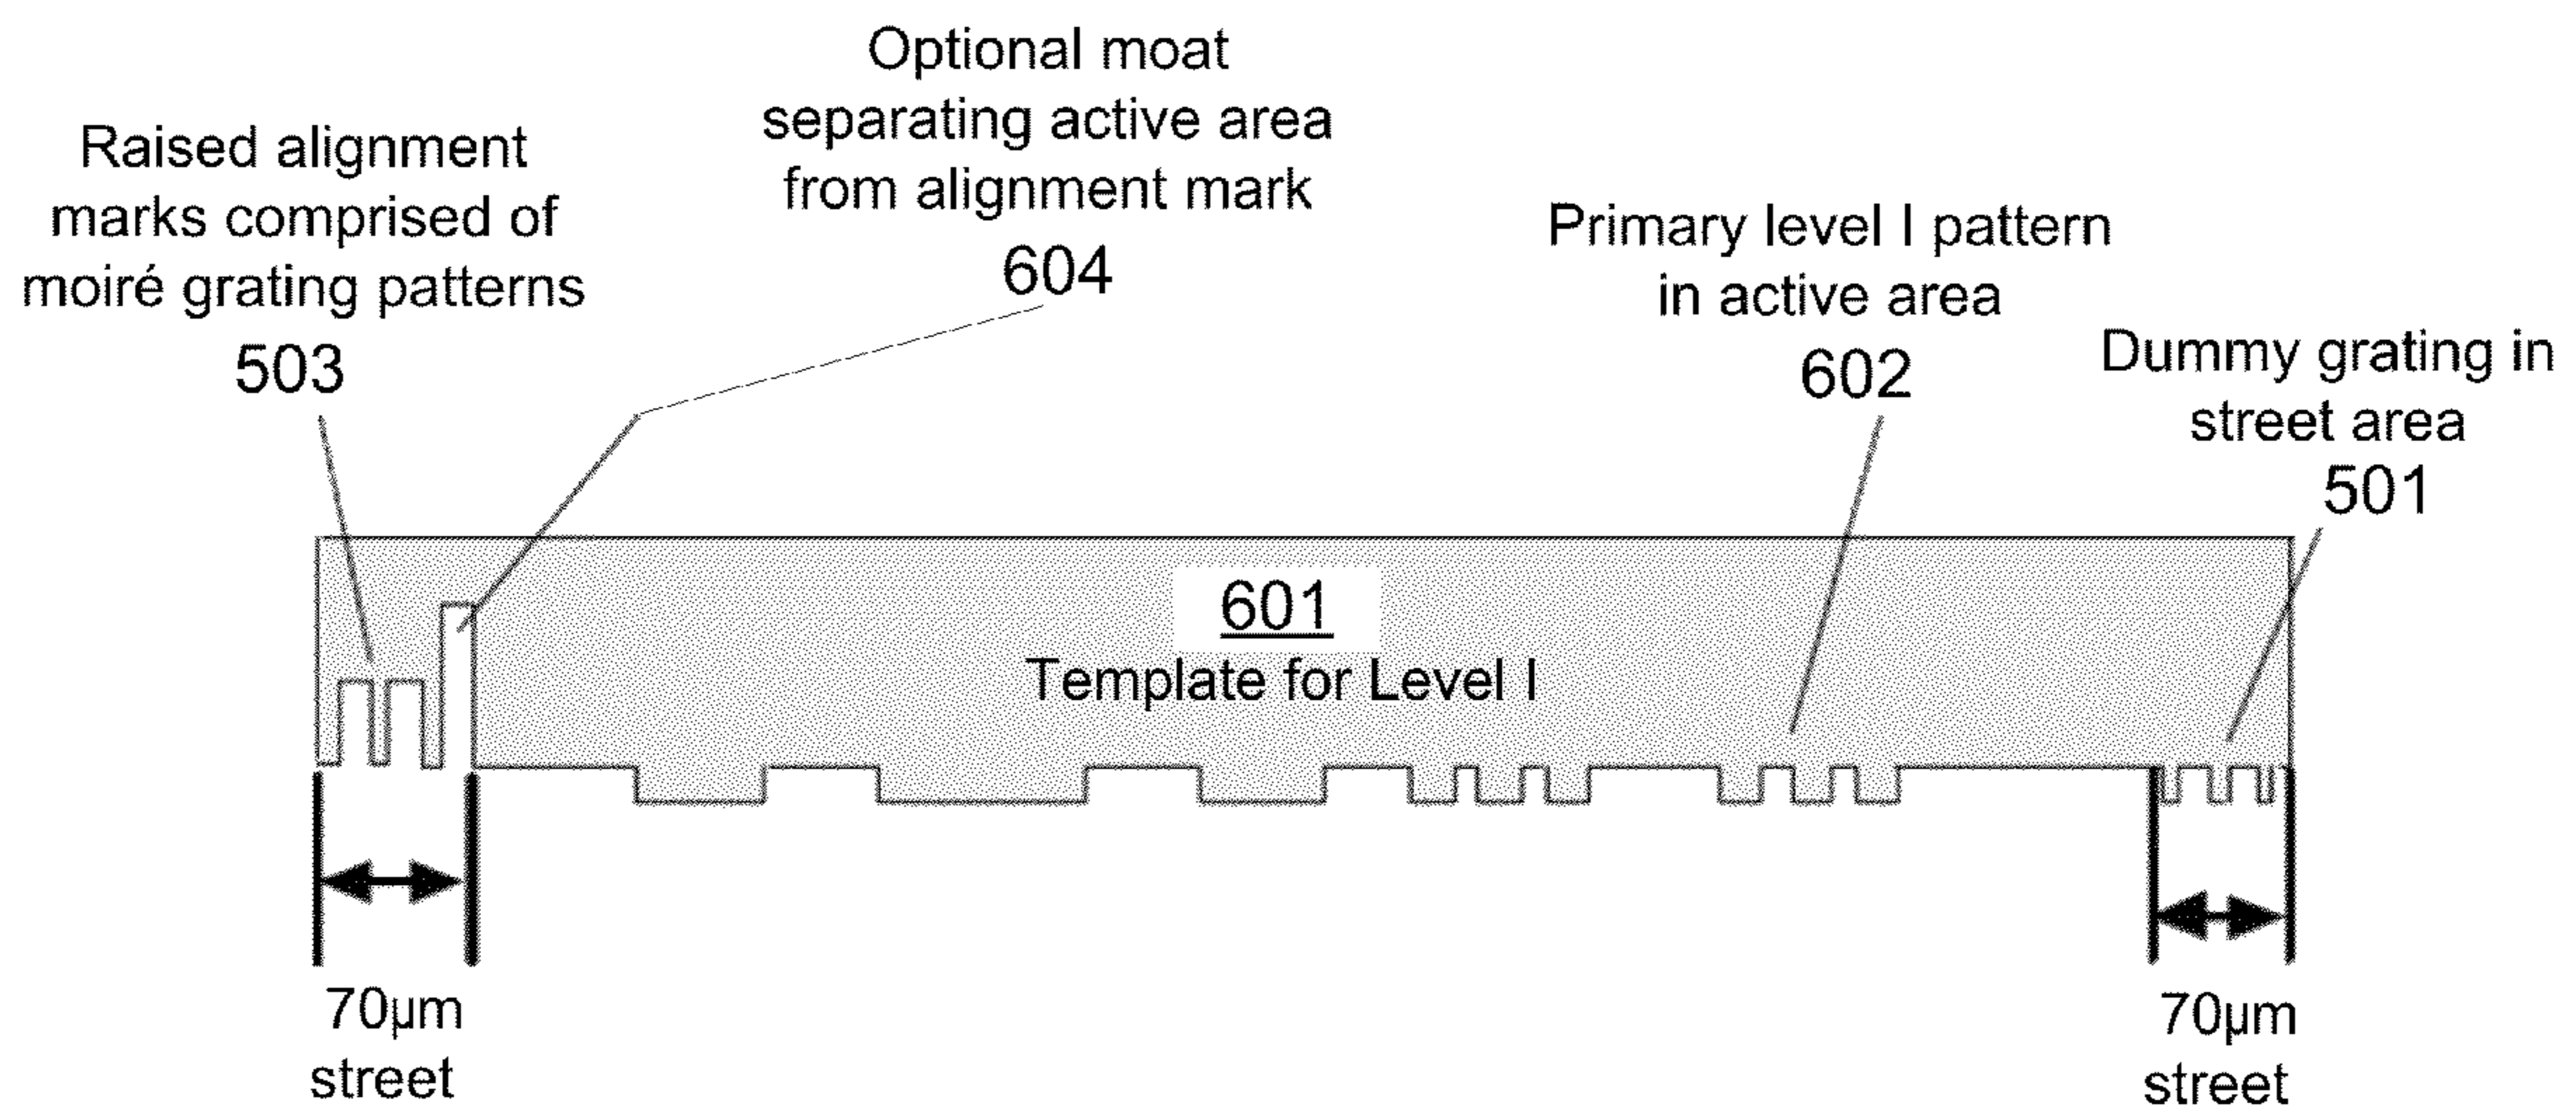 Optional moat
separating active area
from alignment mark
604
Raised alignment
marks comprised of
moiré grating patterns
503
Primary level I pattern
in active area
602
Dummy grating in
street area
501
601
Template for Level I
70µm
street
70µm
street